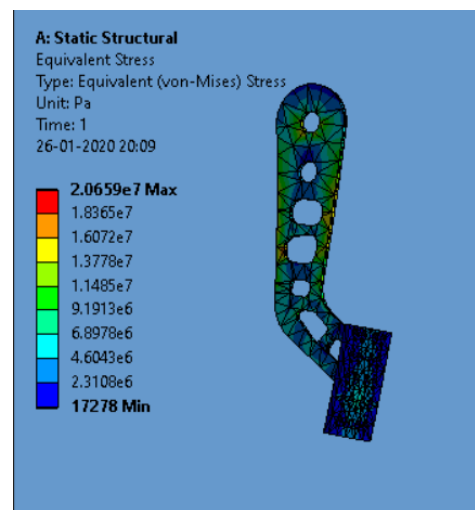 A: Static Structural
Equivalent Stress
Type: Equivalent (von-Mises) Stress
Unit: Pa
Time: 1
26-01-2020 20:09
2.0659e7 Max
1.8365e7
1.6072e7
1.3778e7
1.1485e7
9.1913e6
6.8978e6
4.6043e6
2.3108e6
17278 Min